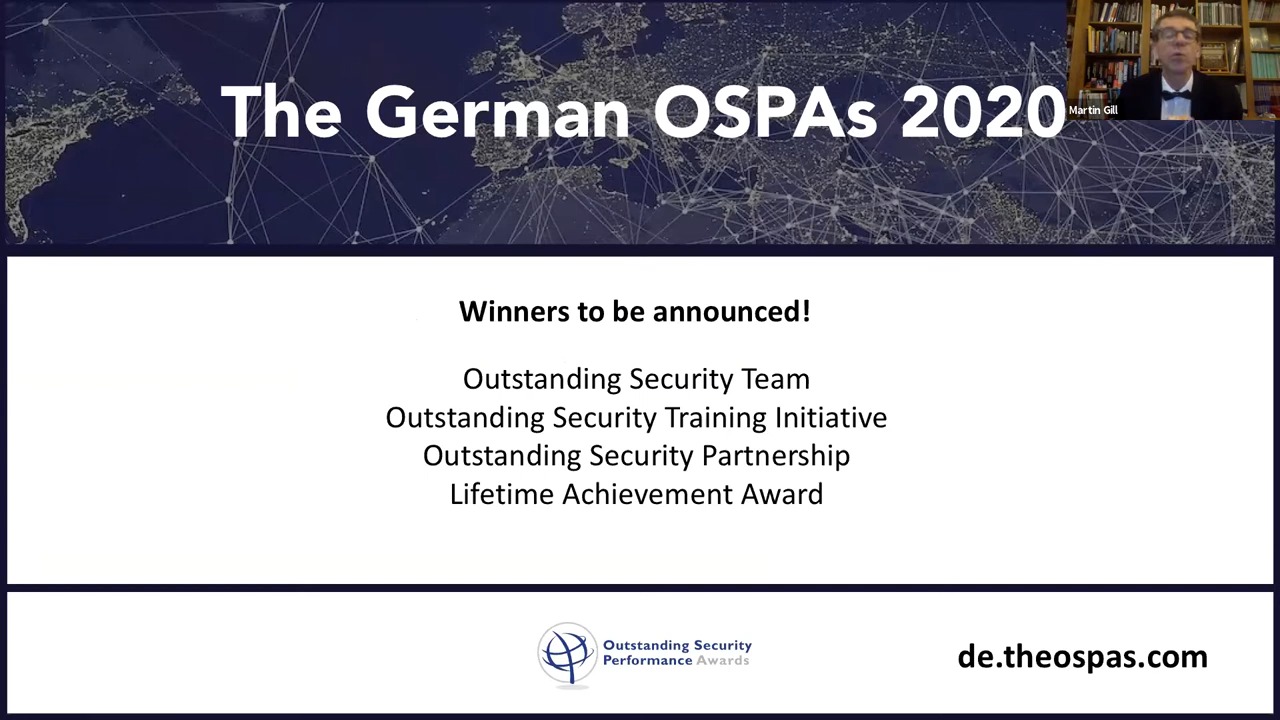 The German OSPAs 2020
Martin Gill
Winners to be announced!
Outstanding Security Team
Outstanding Security Training Initiative
Outstanding Security Partnership
Lifetime Achievement Award
Outstanding Security
Performance Awards
de.theospas.com